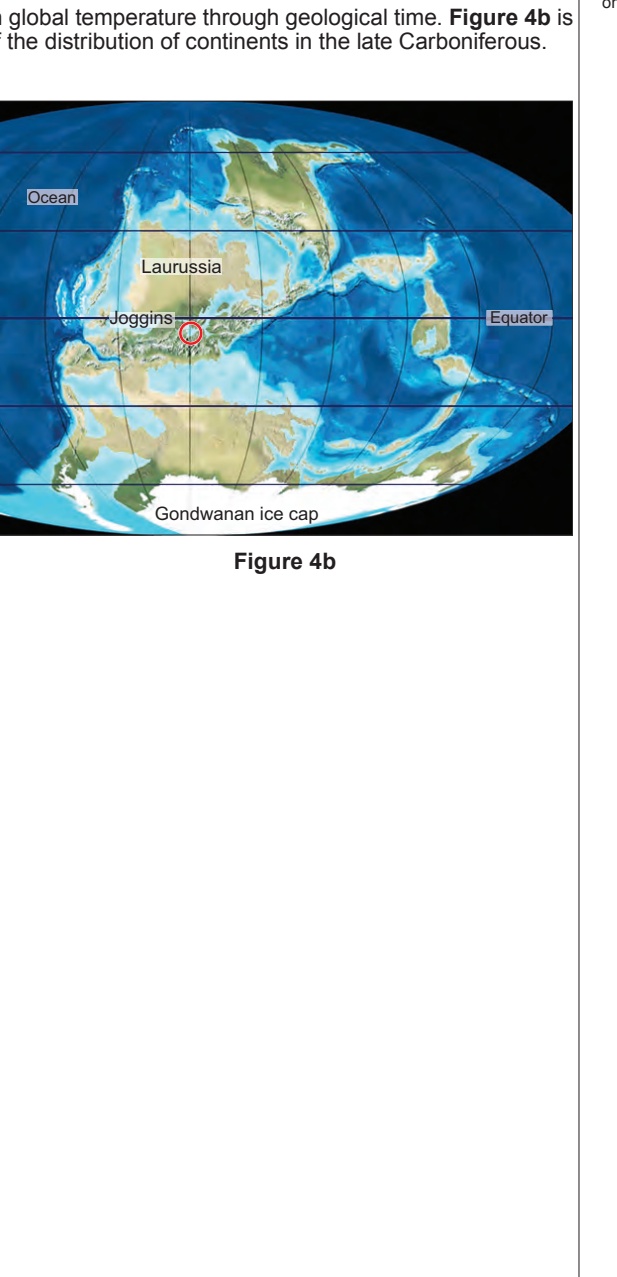 global temperature through geological time. Figure 4b is
the distribution of continents in the late Carboniferous.
or
Ocean
Laurussia
Joggins
Equator
Gondwanan ice cap
Figure 4b